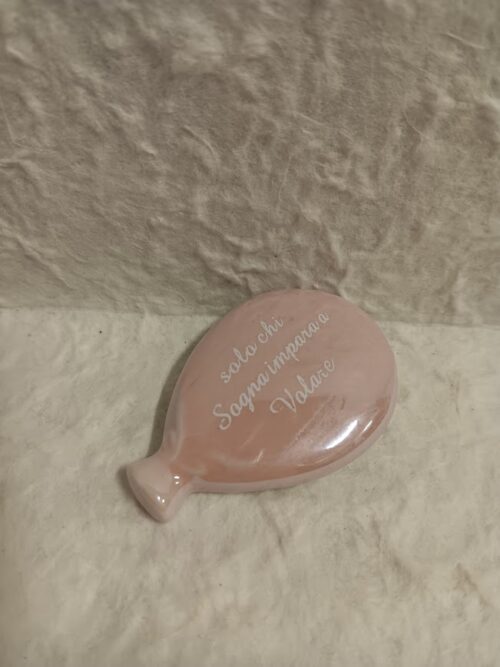 solo chi
Sogna impara a
Volare